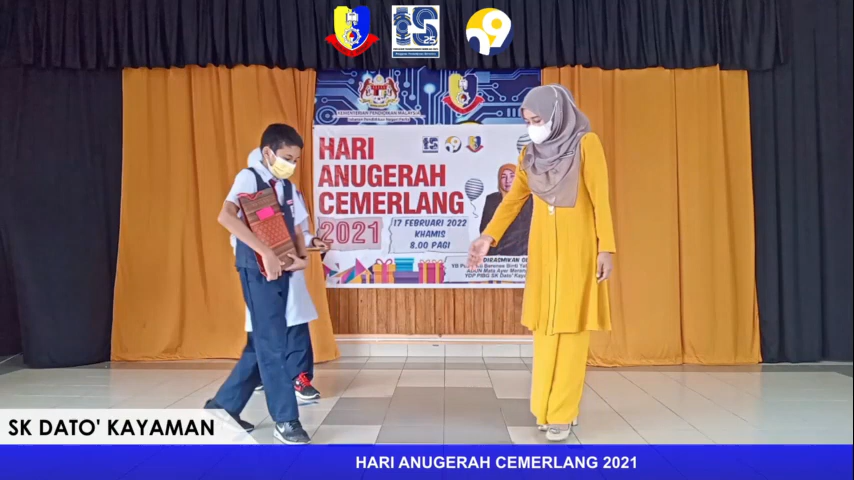 KEMENTERIAN PENDIDIKAN MALAYSIA
HARI
ANUGERAH
CEMERLANG
2021
17 FEBRUARI 2022
KHAMIS
8.00 PAGI
DIRASMIKAN
SK DATO' KAYAMAN
HARI ANUGERAH CEMERLANG 2021